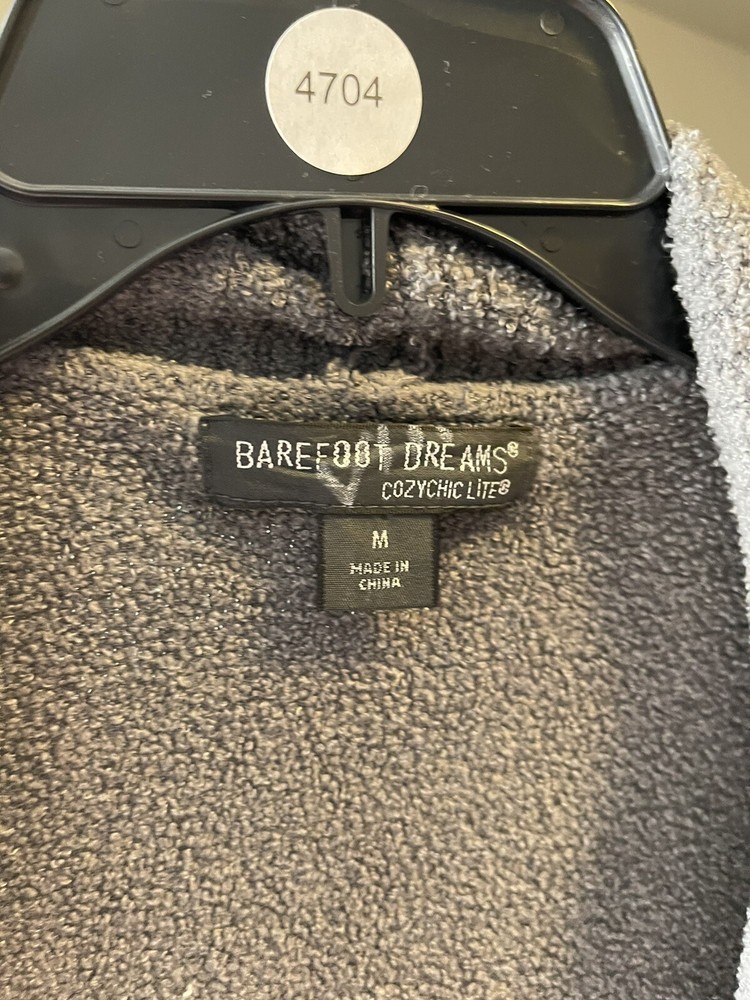 4704
BAREFOOT DREAMS®
COZYCHIC LITE®
M
MADE IN
CHINA